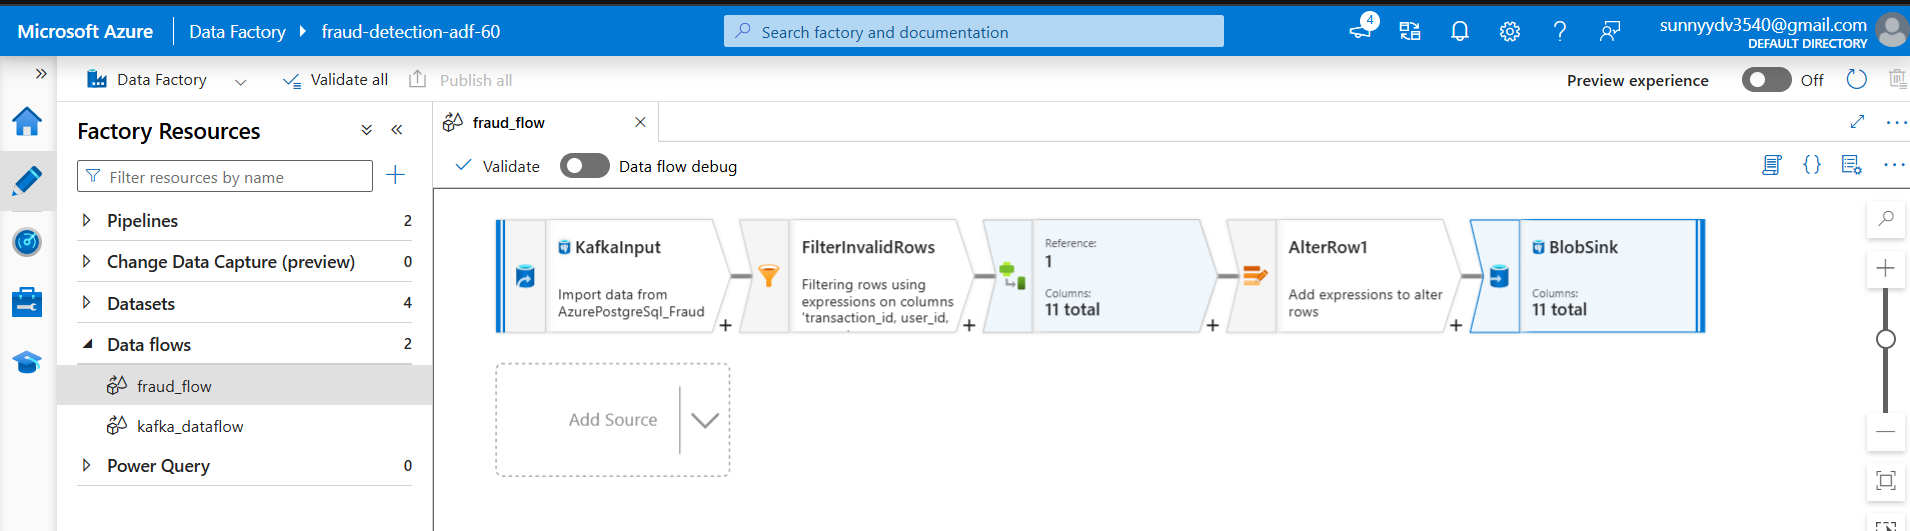 Microsoft Azure
Data Factory
fraud-detection-adf-60
Search factory and documentation
4
sunnyydv3540@gmail.com
DEFAULT DIRECTORY
Data Factory
Validate all
Publish all
Preview experience
Off
Factory Resources
Filter resources by name
Pipelines 2
Change Data Capture (preview) 0
Datasets 4
Data flows 2
fraud_flow
kafka_dataflow
Power Query 0
fraud_flow
Validate
Data flow debug
KafkaInput
Import data from
AzurePostgreSql_Fraud
FilterInvalidRows
Filtering rows using
expressions on columns
'transaction_id, user_id,
Reference:
1
Columns:
11 total
AlterRow1
Add expressions to alter
rows
BlobSink
Columns:
11 total
Add Source